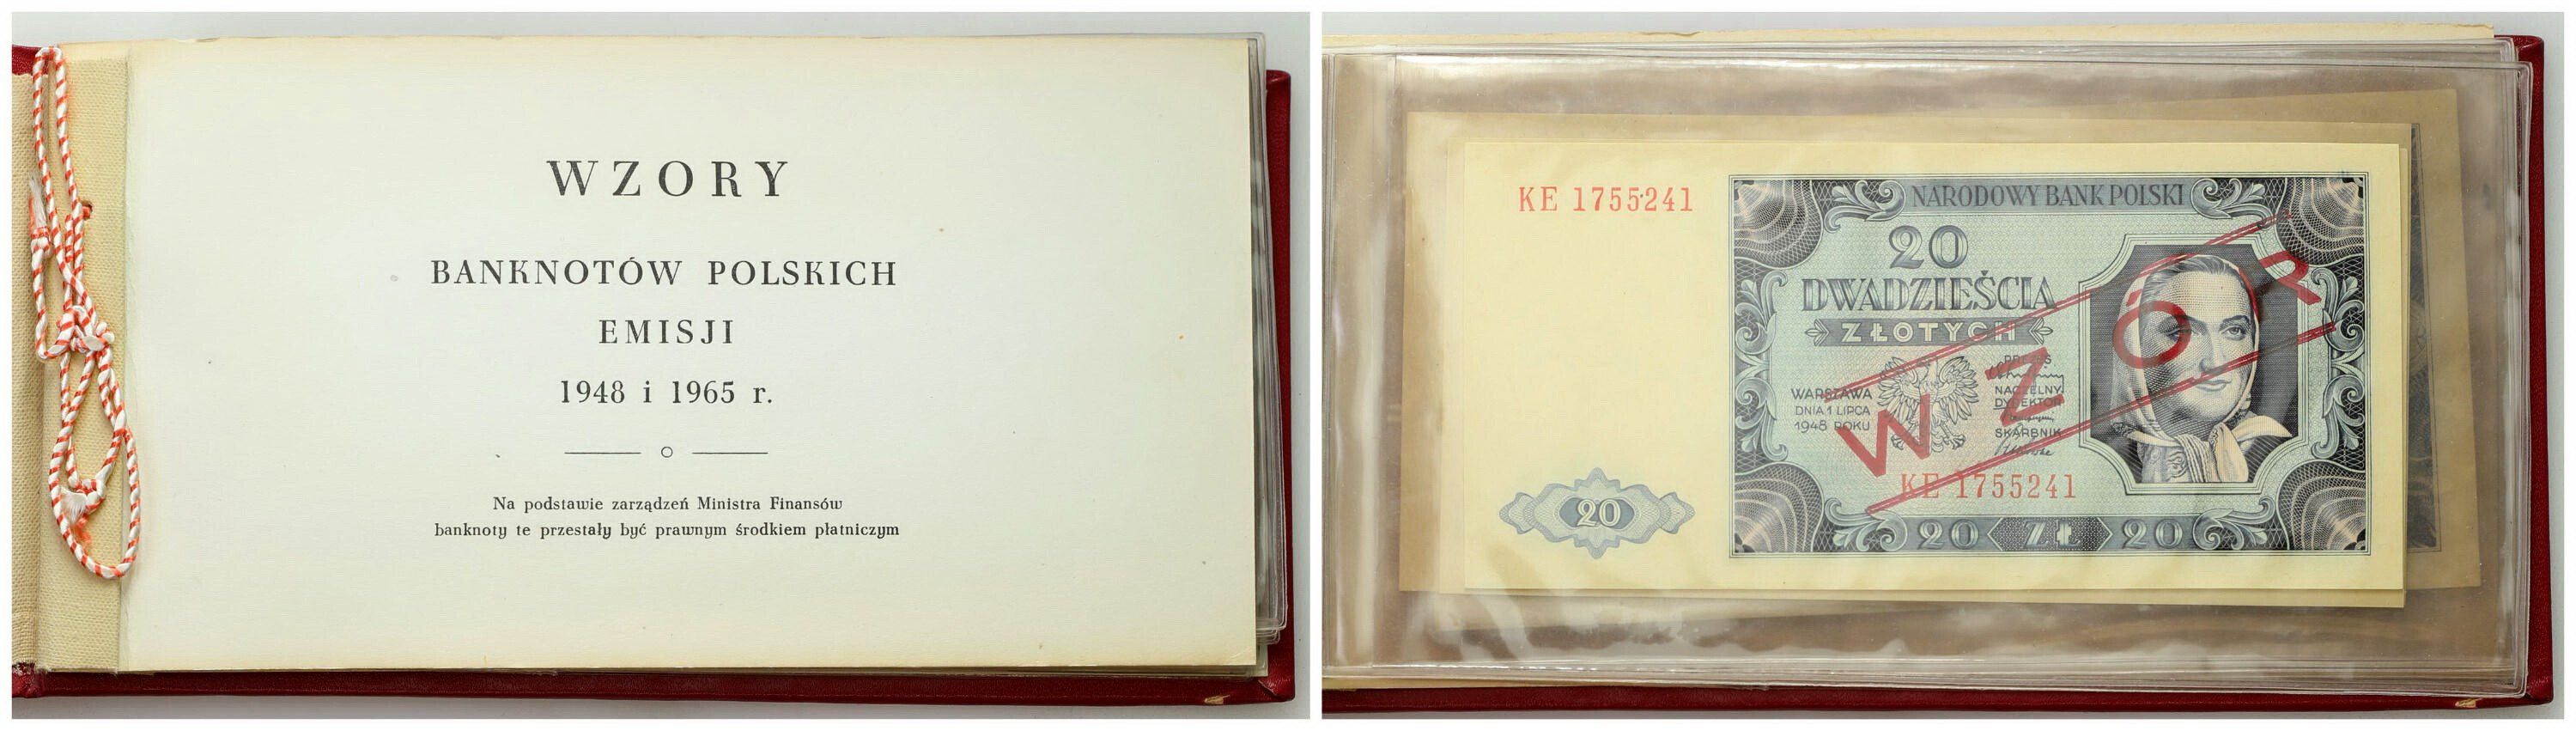 WZORY
BANKNOTÓW POLSKICH
EMISJI
1948 i 1965 r.
Na podstawie zarządzeń Ministra Finansów
banknoty te przestały być prawnym środkiem płatniczym
KE 1755241
NARODOWY BANK POLSKI
20
DWADZIEŚCIA
ZŁOTYCH
WARSZAWA
DNIA 1 LIPCA
1948 ROKU
PREZES
NACZELNY
DYREKTOR
SKARBNIK
WZÓR
KE 1755241
20
20 ZŁ 20